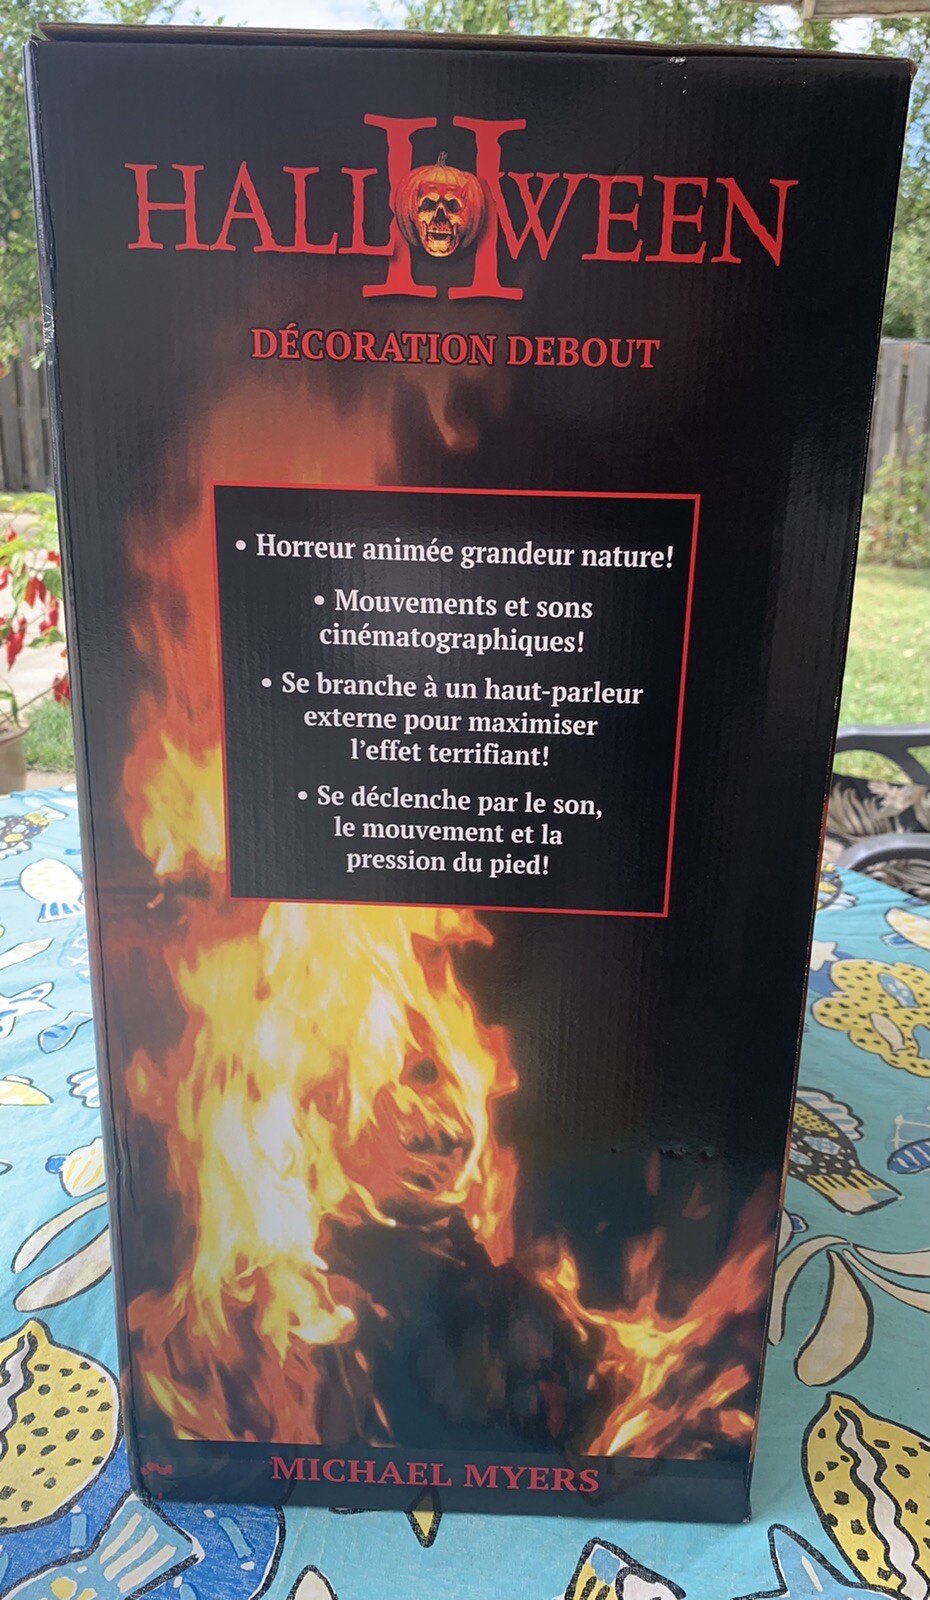 HALLOWEEN II
DÉCORATION DEBOUT
• Horreur animée grandeur nature!
• Mouvements et sons
cinématographiques!
• Se branche à un haut-parleur
externe pour maximiser
l’effet terrifiant!
• Se déclenche par le son,
le mouvement et la
pression du pied!
MICHAEL MYERS